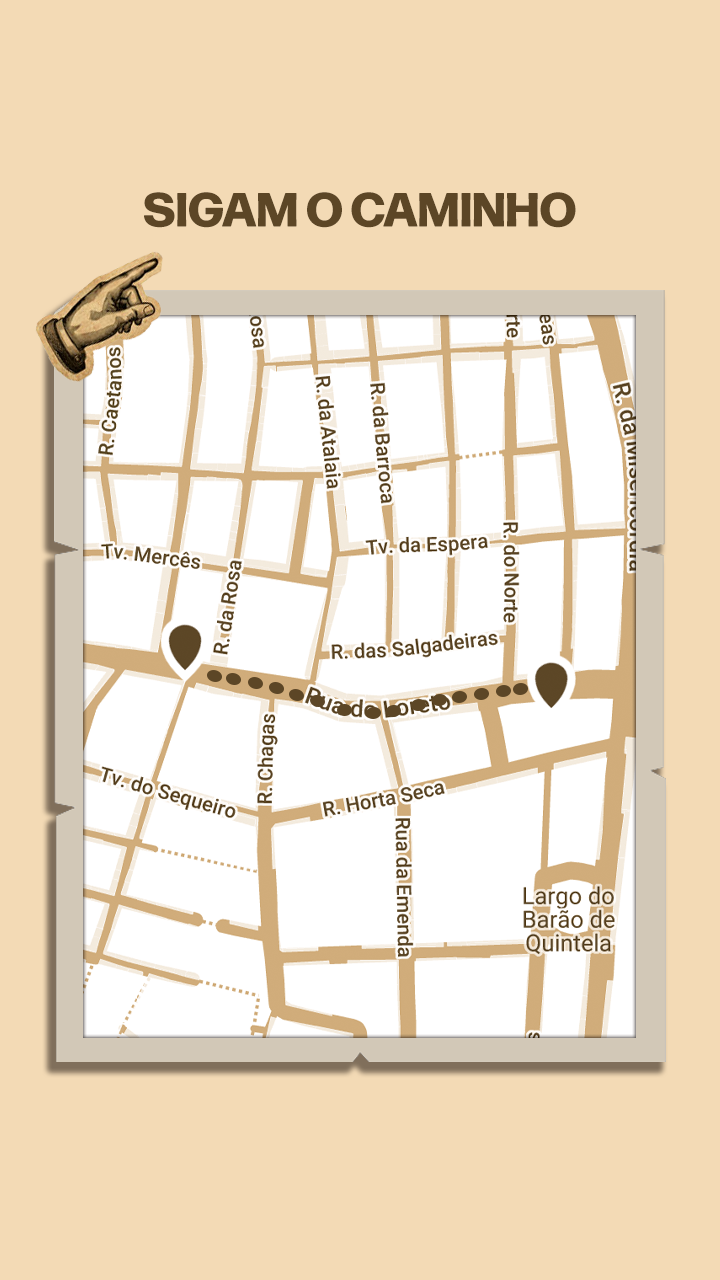 SIGAM O CAMINHO
R. Caetanos
osa
rte
eas
R. da Atalaia
R. da Barroca
R. da Misericórdia
Tv. Mercês
R. da Rosa
Tv. da Espera
R. do Norte
R. das Salgadeiras
Rua do Loreto
R. Chagas
Tv. do Sequeiro
R. Horta Seca
Rua da Emenda
Largo do
Barão de
Quintela
s